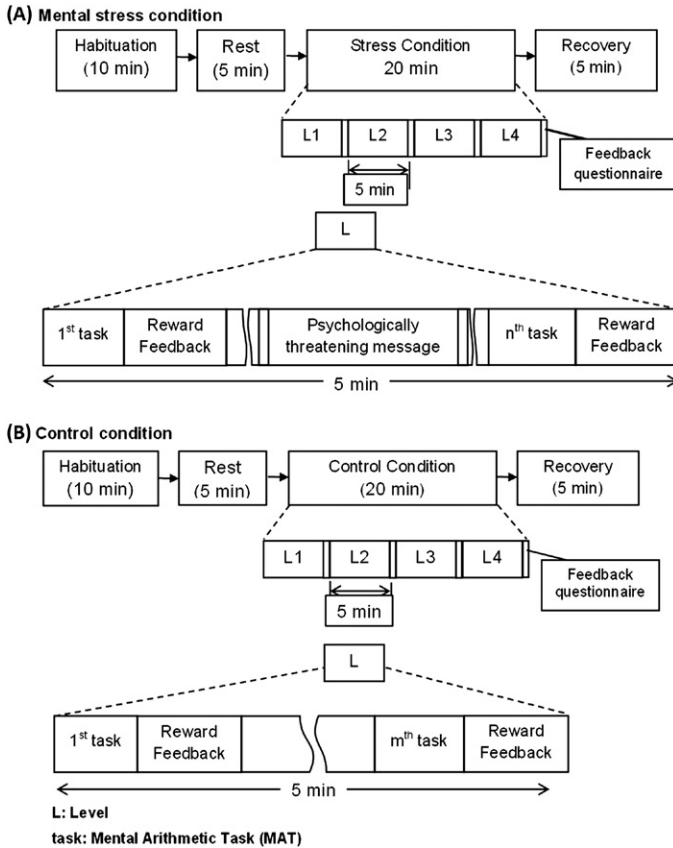 (A) Mental stress condition
Habituation
(10 min)
Rest
(5 min)
Stress Condition
20 min
Recovery
(5 min)
L1
L2
L3
L4
Feedback
questionnaire
5 min
L
1st task
Reward
Feedback
Psychologically
threatening message
nth task
Reward
Feedback
5 min
(B) Control condition
Habituation
(10 min)
Rest
(5 min)
Control Condition
(20 min)
Recovery
(5 min)
L1
L2
L3
L4
Feedback
questionnaire
5 min
L
1st task
Reward
Feedback
mth task
Reward
Feedback
5 min
L: Level
task: Mental Arithmetic Task (MAT)